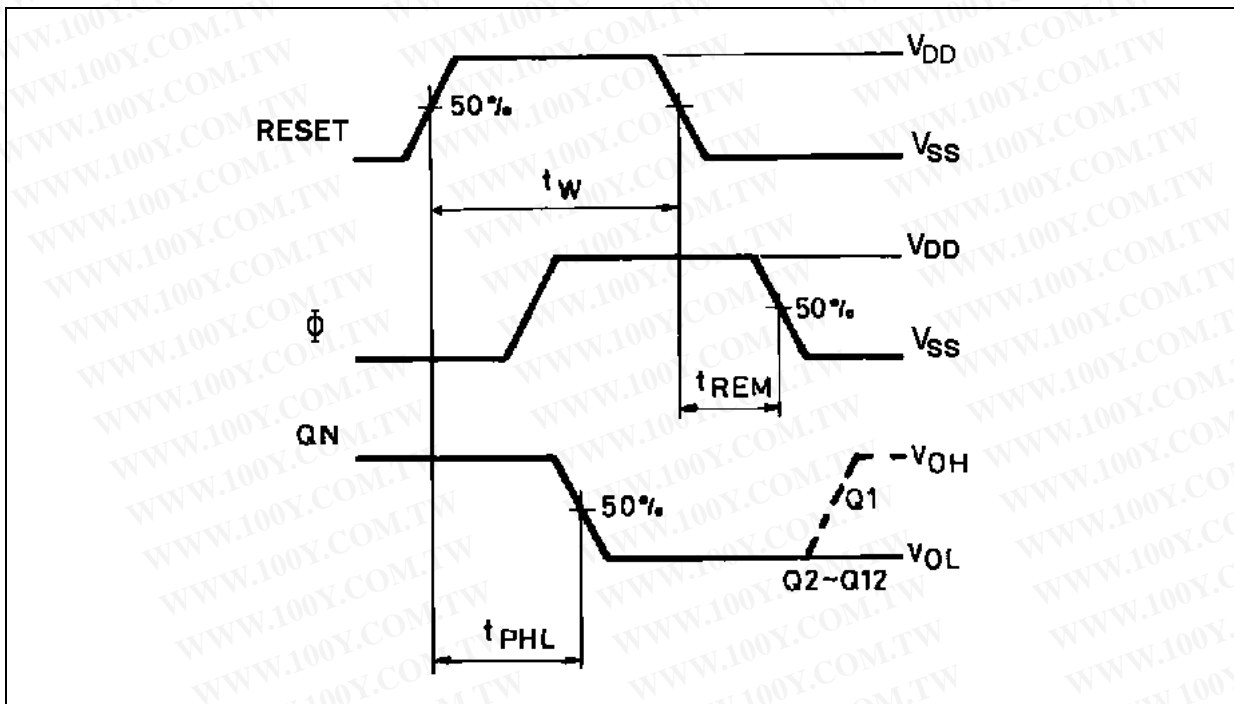 VDD
50%
RESET
VSS
tW
VDD
50%
Φ
VSS
tREM
QN
VOH
Q1
50%
VOL
Q2~Q12
tPHL
WWW.100Y.COM.TW